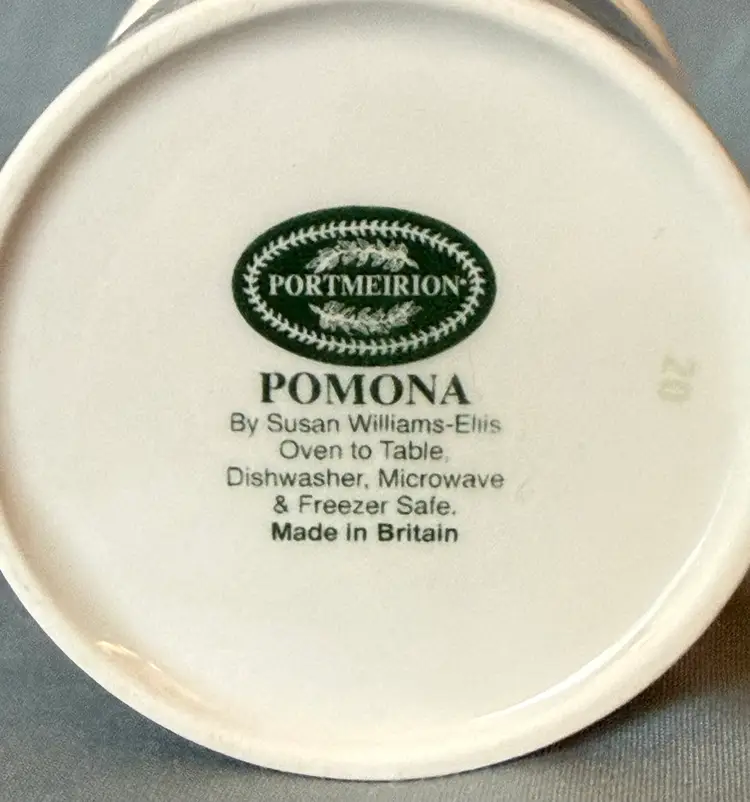 PORTMEIRION
POMONA
By Susan Williams-Ellis
Oven to Table,
Dishwasher, Microwave
& Freezer Safe.
Made in Britain
20